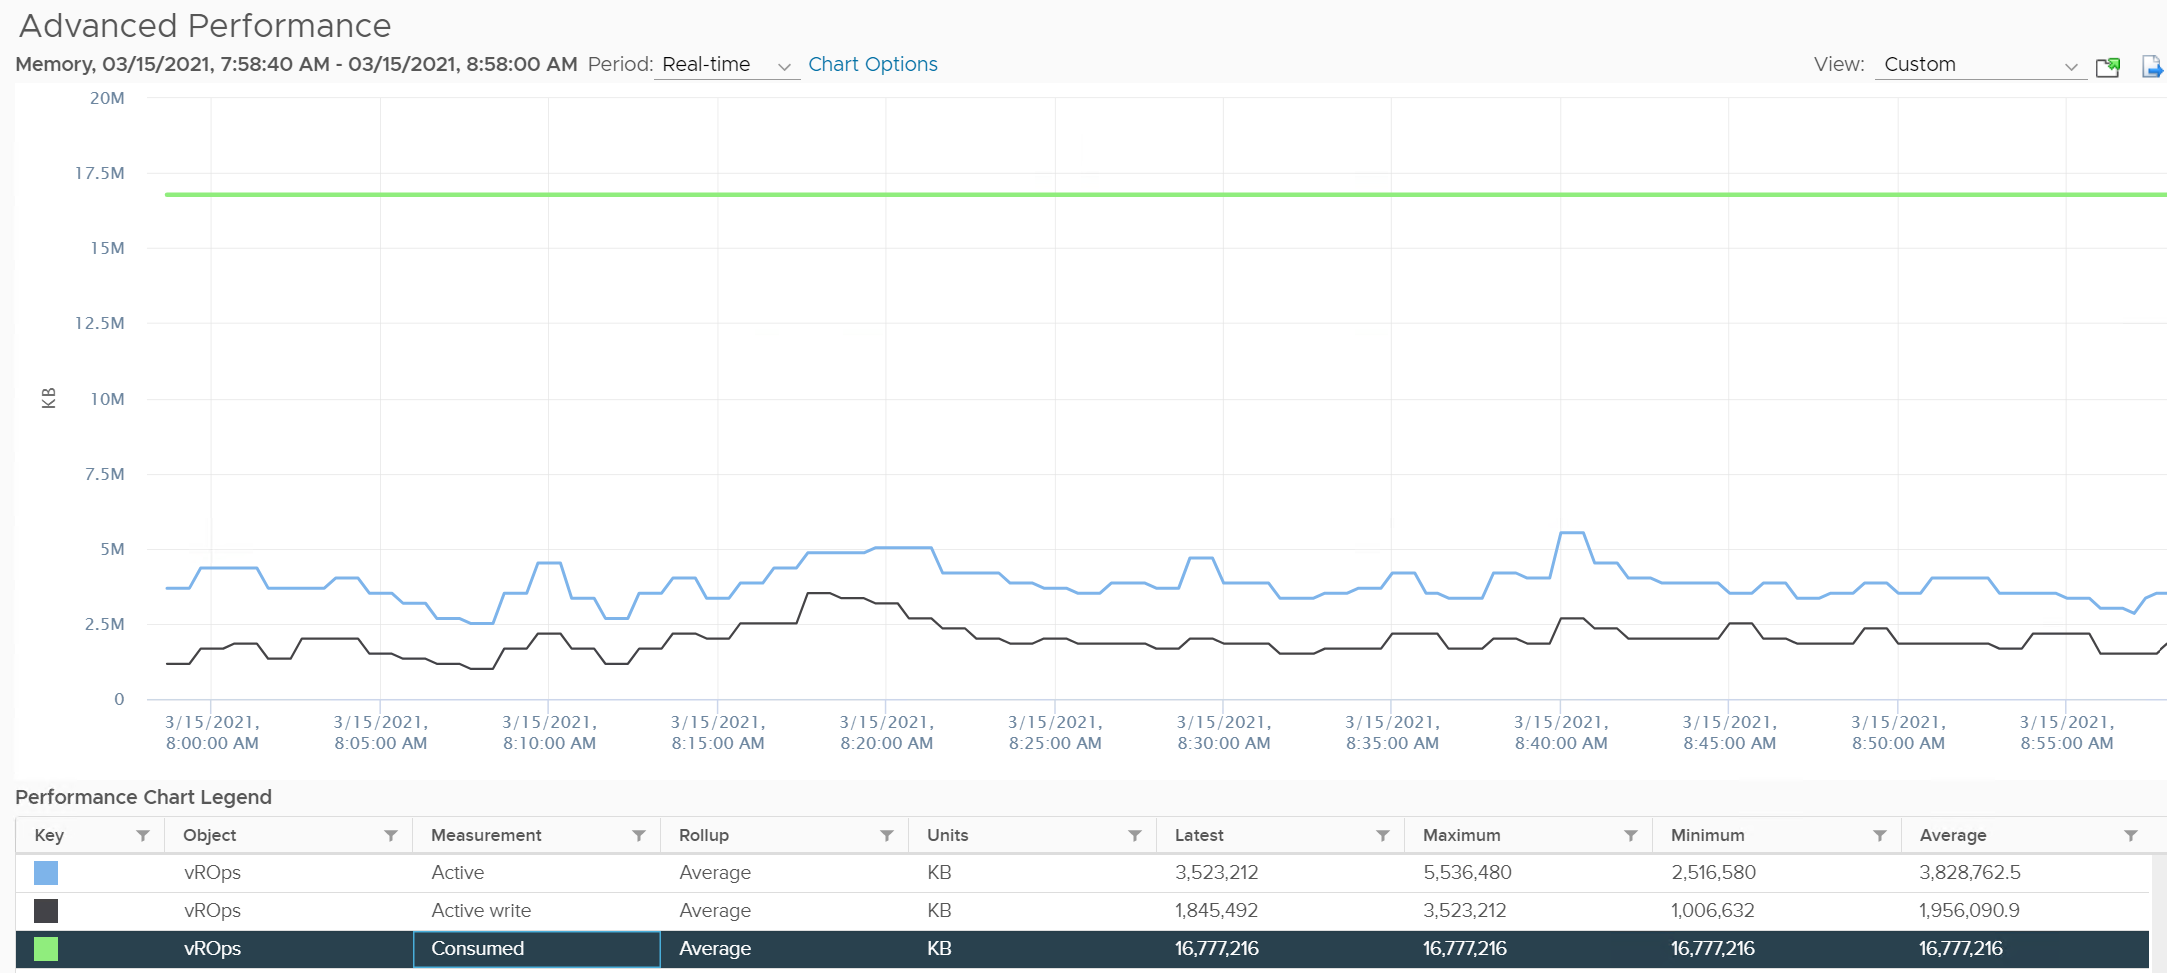 Advanced Performance
Memory, 03/15/2021, 7:58:40 AM - 03/15/2021, 8:58:00 AM Period: Real-time Chart Options View: Custom
20M
17.5M
15M
12.5M
10M
7.5M
5M
2.5M
0
KB
3/15/2021, 3/15/2021, 3/15/2021, 3/15/2021, 3/15/2021, 3/15/2021, 3/15/2021, 3/15/2021, 3/15/2021, 3/15/2021, 3/15/2021, 3/15/2021,
8:00:00 AM 8:05:00 AM 8:10:00 AM 8:15:00 AM 8:20:00 AM 8:25:00 AM 8:30:00 AM 8:35:00 AM 8:40:00 AM 8:45:00 AM 8:50:00 AM 8:55:00 AM
Performance Chart Legend
Key Object Measurement Rollup Units Latest Maximum Minimum Average
vROps Active Average KB 3,523,212 5,536,480 2,516,580 3,828,762.5
vROps Active write Average KB 1,845,492 3,523,212 1,006,632 1,956,090.9
vROps Consumed Average KB 16,777,216 16,777,216 16,777,216 16,777,216